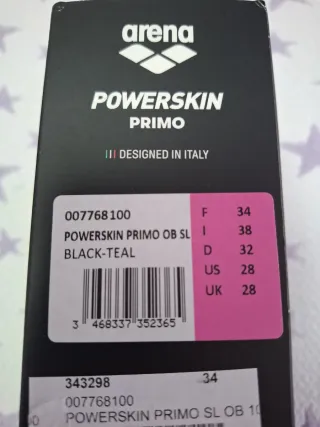 arena
POWERSKIN
PRIMO
DESIGNED IN ITALY
007768100
POWERSKIN PRIMO OB SL
BLACK-TEAL
F 34
I 38
D 32
US 28
UK 28
3 468337 352365
343298 34
007768100
POWERSKIN PRIMO SL OB